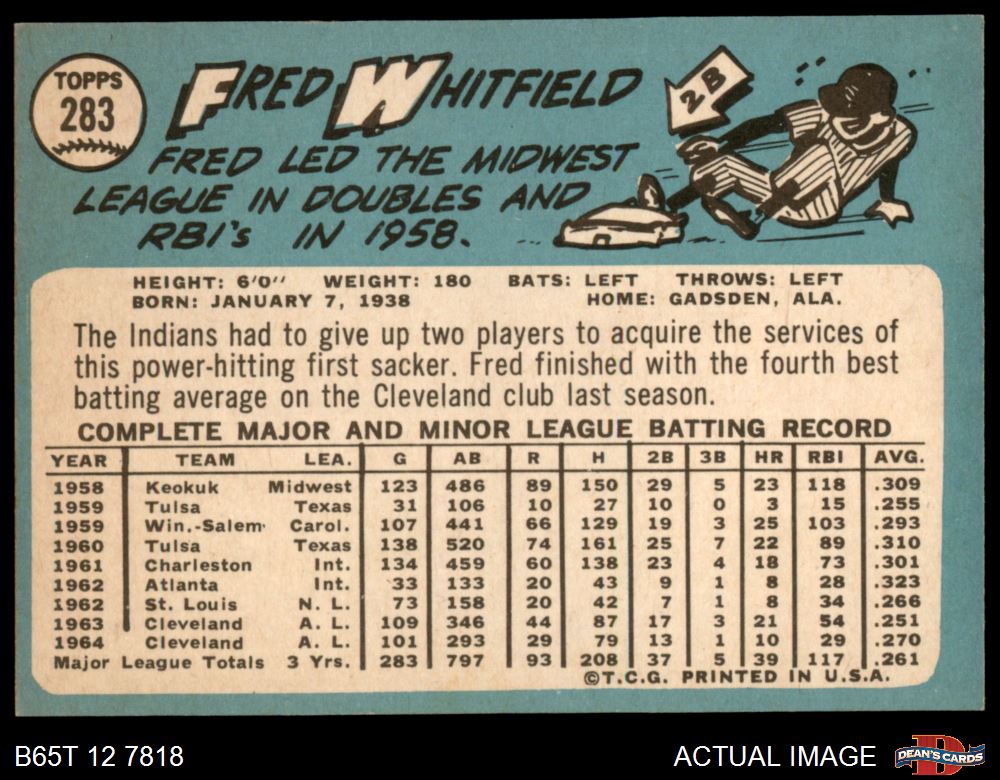 TOPPS
283
FRED WHITFIELD
2B
FRED LED THE MIDWEST
LEAGUE IN DOUBLES AND
RBI's IN 1958.
HEIGHT: 6'0" WEIGHT: 180 BATS: LEFT THROWS: LEFT
BORN: JANUARY 7, 1938 HOME: GADSDEN, ALA.
The Indians had to give up two players to acquire the services of
this power-hitting first sacker. Fred finished with the fourth best
batting average on the Cleveland club last season.
COMPLETE MAJOR AND MINOR LEAGUE BATTING RECORD
YEAR TEAM LEA. G AB R H 2B 3B HR RBI AVG.
1958 Keokuk Midwest 123 486 89 150 29 5 23 118 .309
1959 Tulsa Texas 31 106 10 27 10 0 3 15 .255
1959 Win.-Salem Carol. 107 441 66 129 19 3 25 103 .293
1960 Tulsa Texas 138 520 74 161 25 7 22 89 .310
1961 Charleston Int. 134 459 60 138 23 4 18 73 .301
1962 Atlanta Int. 33 133 20 43 9 1 8 28 .323
1962 St. Louis N. L. 73 158 20 42 7 1 8 34 .266
1963 Cleveland A. L. 109 346 44 87 17 3 21 54 .251
1964 Cleveland A. L. 101 293 29 79 13 1 10 29 .270
Major League Totals 3 Yrs. 283 797 93 208 37 5 39 117 .261
©T.C.G. PRINTED IN U.S.A.
B65T 12 7818 ACTUAL IMAGE DEAN'S CARDS